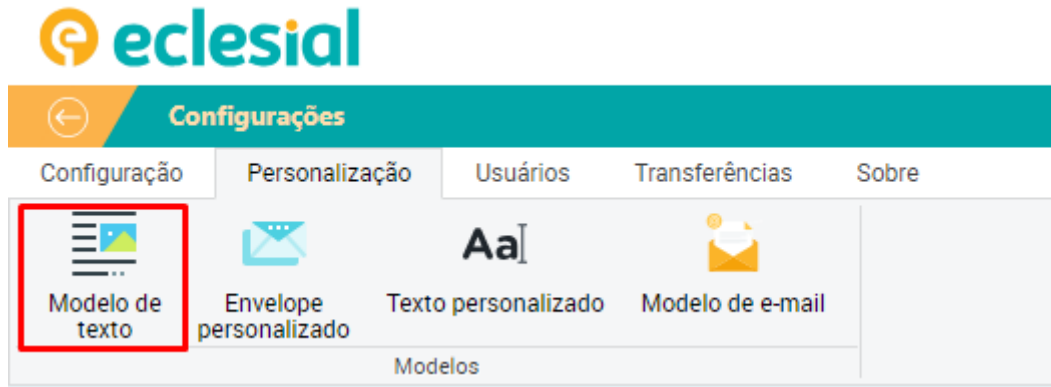 eclesial
Configurações
Configuração Personalização Usuários Transferências Sobre
Aa
Modelo de texto Envelope personalizado Texto personalizado Modelo de e-mail
Modelos